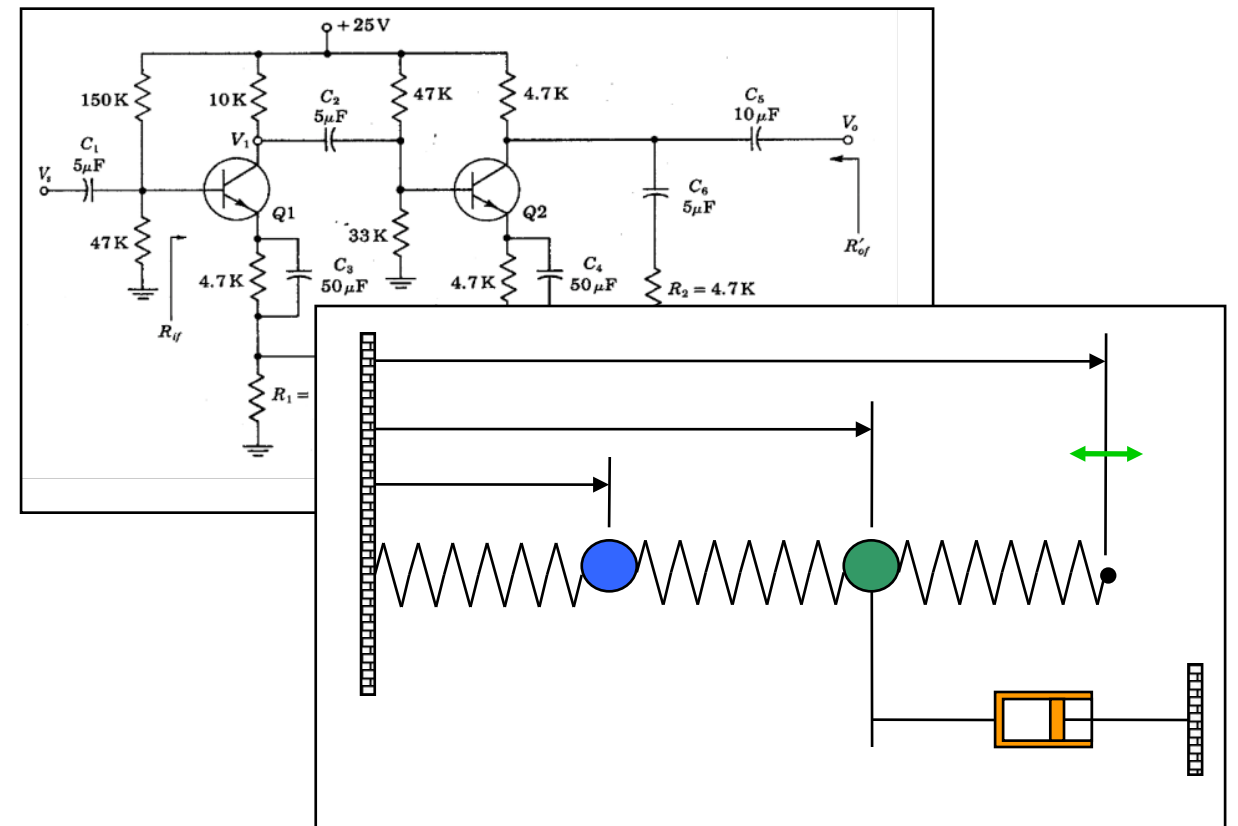 +25V
150K
10K
C₂
5μF
47K
4.7K
C₅
10μF
V₁
Vₒ
C₁
5μF
Vₛ
Q1
Q2
C₆
5μF
R′of
47K
33K
4.7K
C₃
50μF
4.7K
C₄
50μF
R₂ = 4.7K
Rif
R₁ =